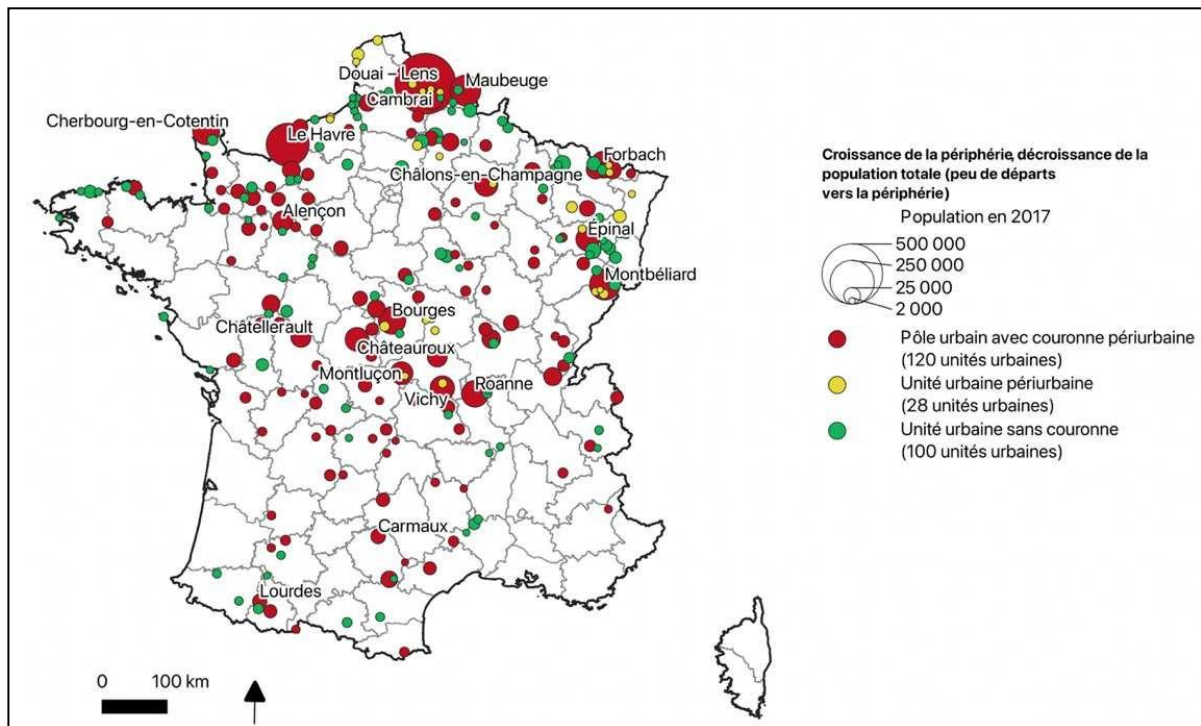 Douai – Lens
Maubeuge
Cambrai
Cherbourg-en-Cotentin
Le Havre
Forbach
Châlons-en-Champagne
Alençon
Épinal
Montbéliard
Bourges
Châtellerault
Châteauroux
Montluçon
Roanne
Vichy
Carmaux
Lourdes
0 100 km
Croissance de la périphérie, décroissance de la
population totale (peu de départs
vers la périphérie)
Population en 2017
500 000
250 000
25 000
2 000
Pôle urbain avec couronne périurbaine
(120 unités urbaines)
Unité urbaine périurbaine
(28 unités urbaines)
Unité urbaine sans couronne
(100 unités urbaines)